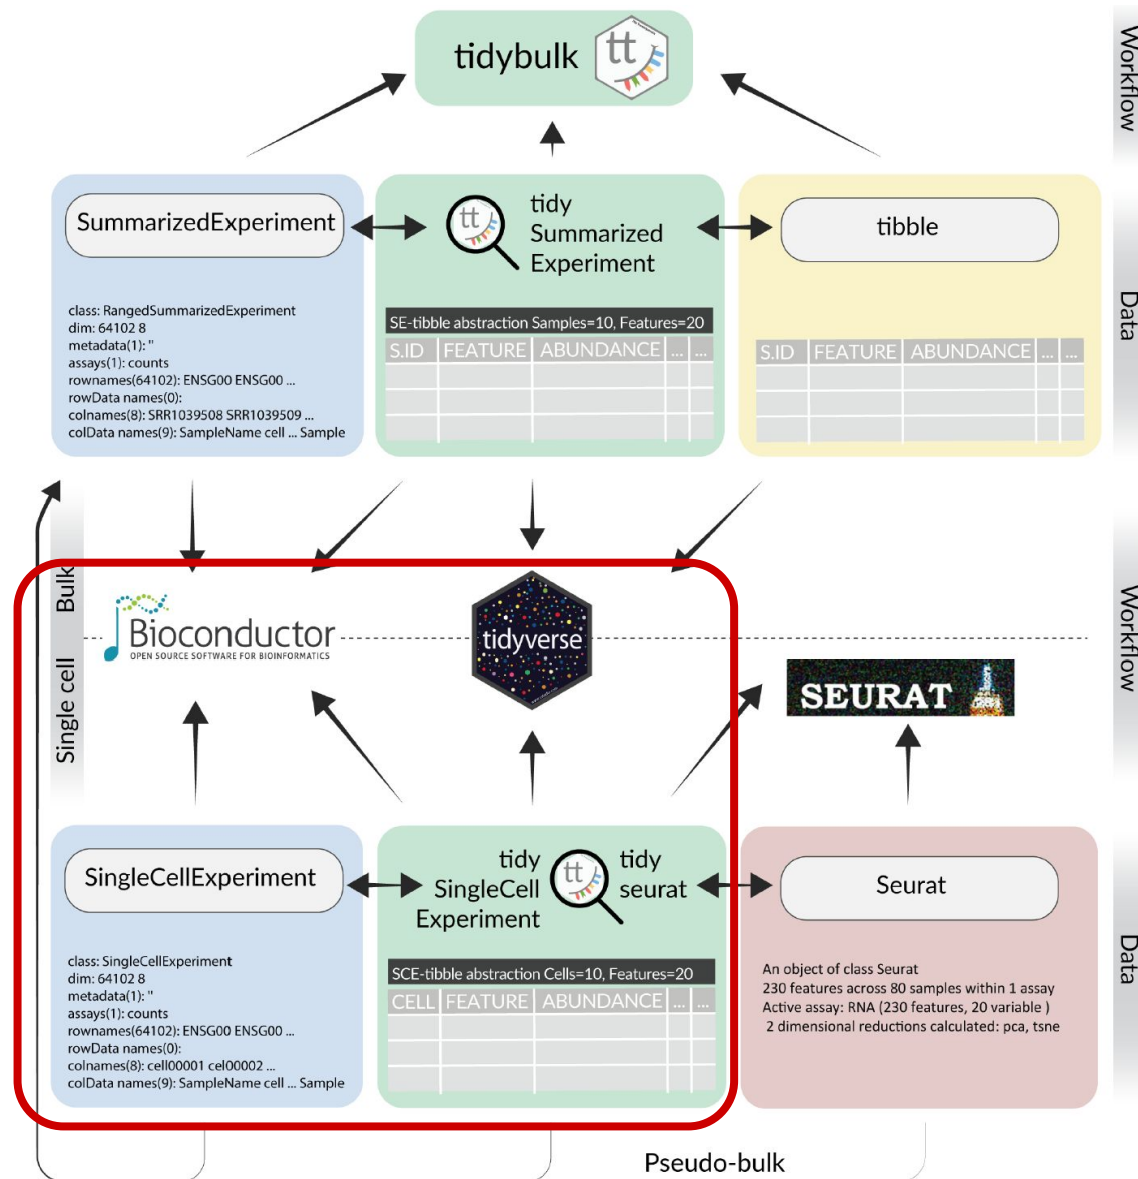 tidybulk
tt
Workflow
SummarizedExperiment
tt
tidy
Summarized
Experiment
tibble
class: RangedSummarizedExperiment
dim: 64102 8
metadata(1): ''
assays(1): counts
rownames(64102): ENSG00 ENSG00 ...
rowData names(0):
colnames(8): SRR1039508 SRR1039509 ...
colData names(9): SampleName cell ... Sample
SE-tibble abstraction Samples=10, Features=20
S.ID FEATURE ABUNDANCE ... ...
S.ID FEATURE ABUNDANCE ... ...
Data
Bulk
Single cell
Bioconductor
OPEN SOURCE SOFTWARE FOR BIOINFORMATICS
tidyverse
SEURAT
Workflow
SingleCellExperiment
tidy
SingleCell
Experiment
tt
tidy
seurat
Seurat
class: SingleCellExperiment
dim: 64102 8
metadata(1): ''
assays(1): counts
rownames(64102): ENSG00 ENSG00 ...
rowData names(0):
colnames(8): cell00001 cel00002 ...
colData names(9): SampleName cell ... Sample
SCE-tibble abstraction Cells=10, Features=20
CELL FEATURE ABUNDANCE ... ...
An object of class Seurat
230 features across 80 samples within 1 assay
Active assay: RNA (230 features, 20 variable )
2 dimensional reductions calculated: pca, tsne
Data
Pseudo-bulk